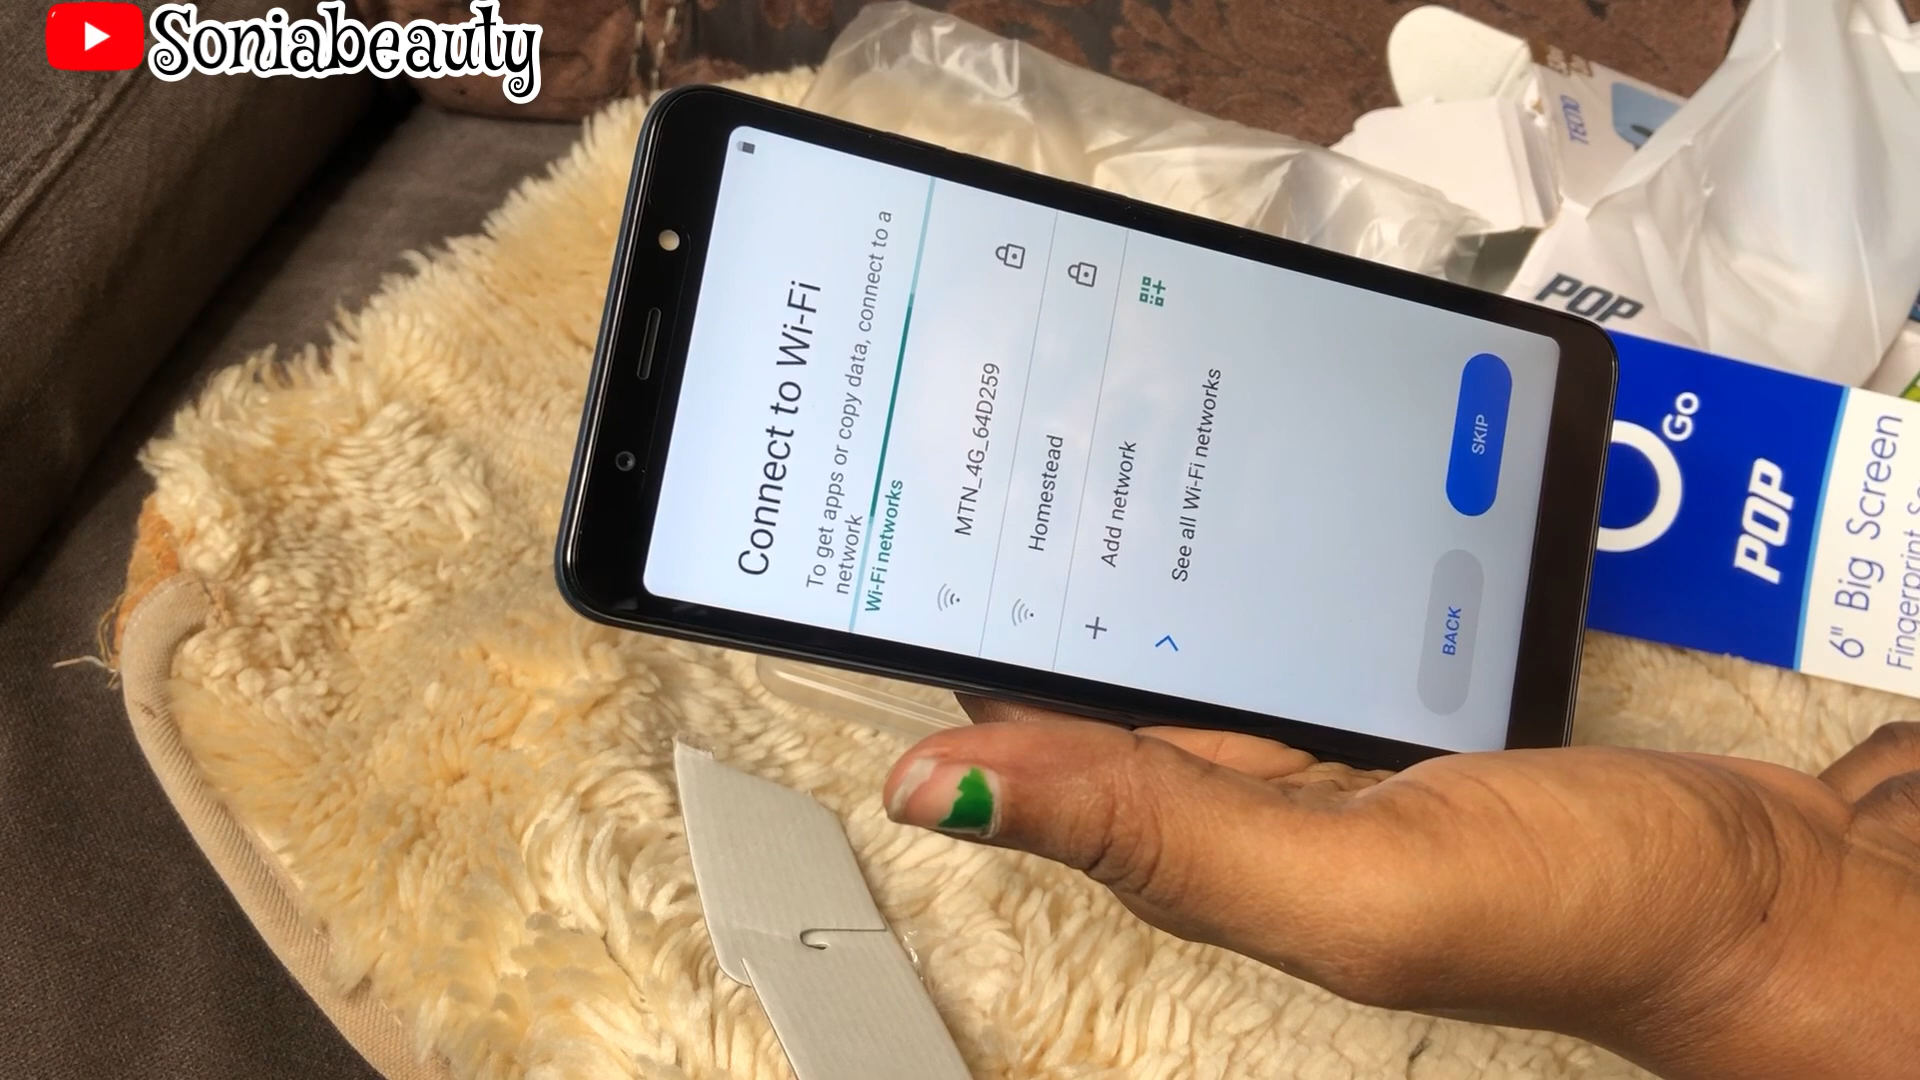 Soniabeauty
Connect to Wi-Fi
To get apps or copy data, connect to a
network
Wi-Fi networks
MTN_4G_64D259
Homestead
Add network
See all Wi-Fi networks
BACK
SKIP
TECNO
POP
Go
POP
6" Big Screen
Fingerprint